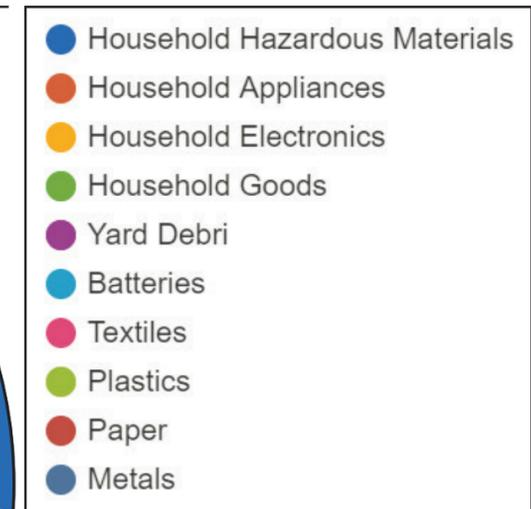 Household Hazardous Materials
Household Appliances
Household Electronics
Household Goods
Yard Debri
Batteries
Textiles
Plastics
Paper
Metals